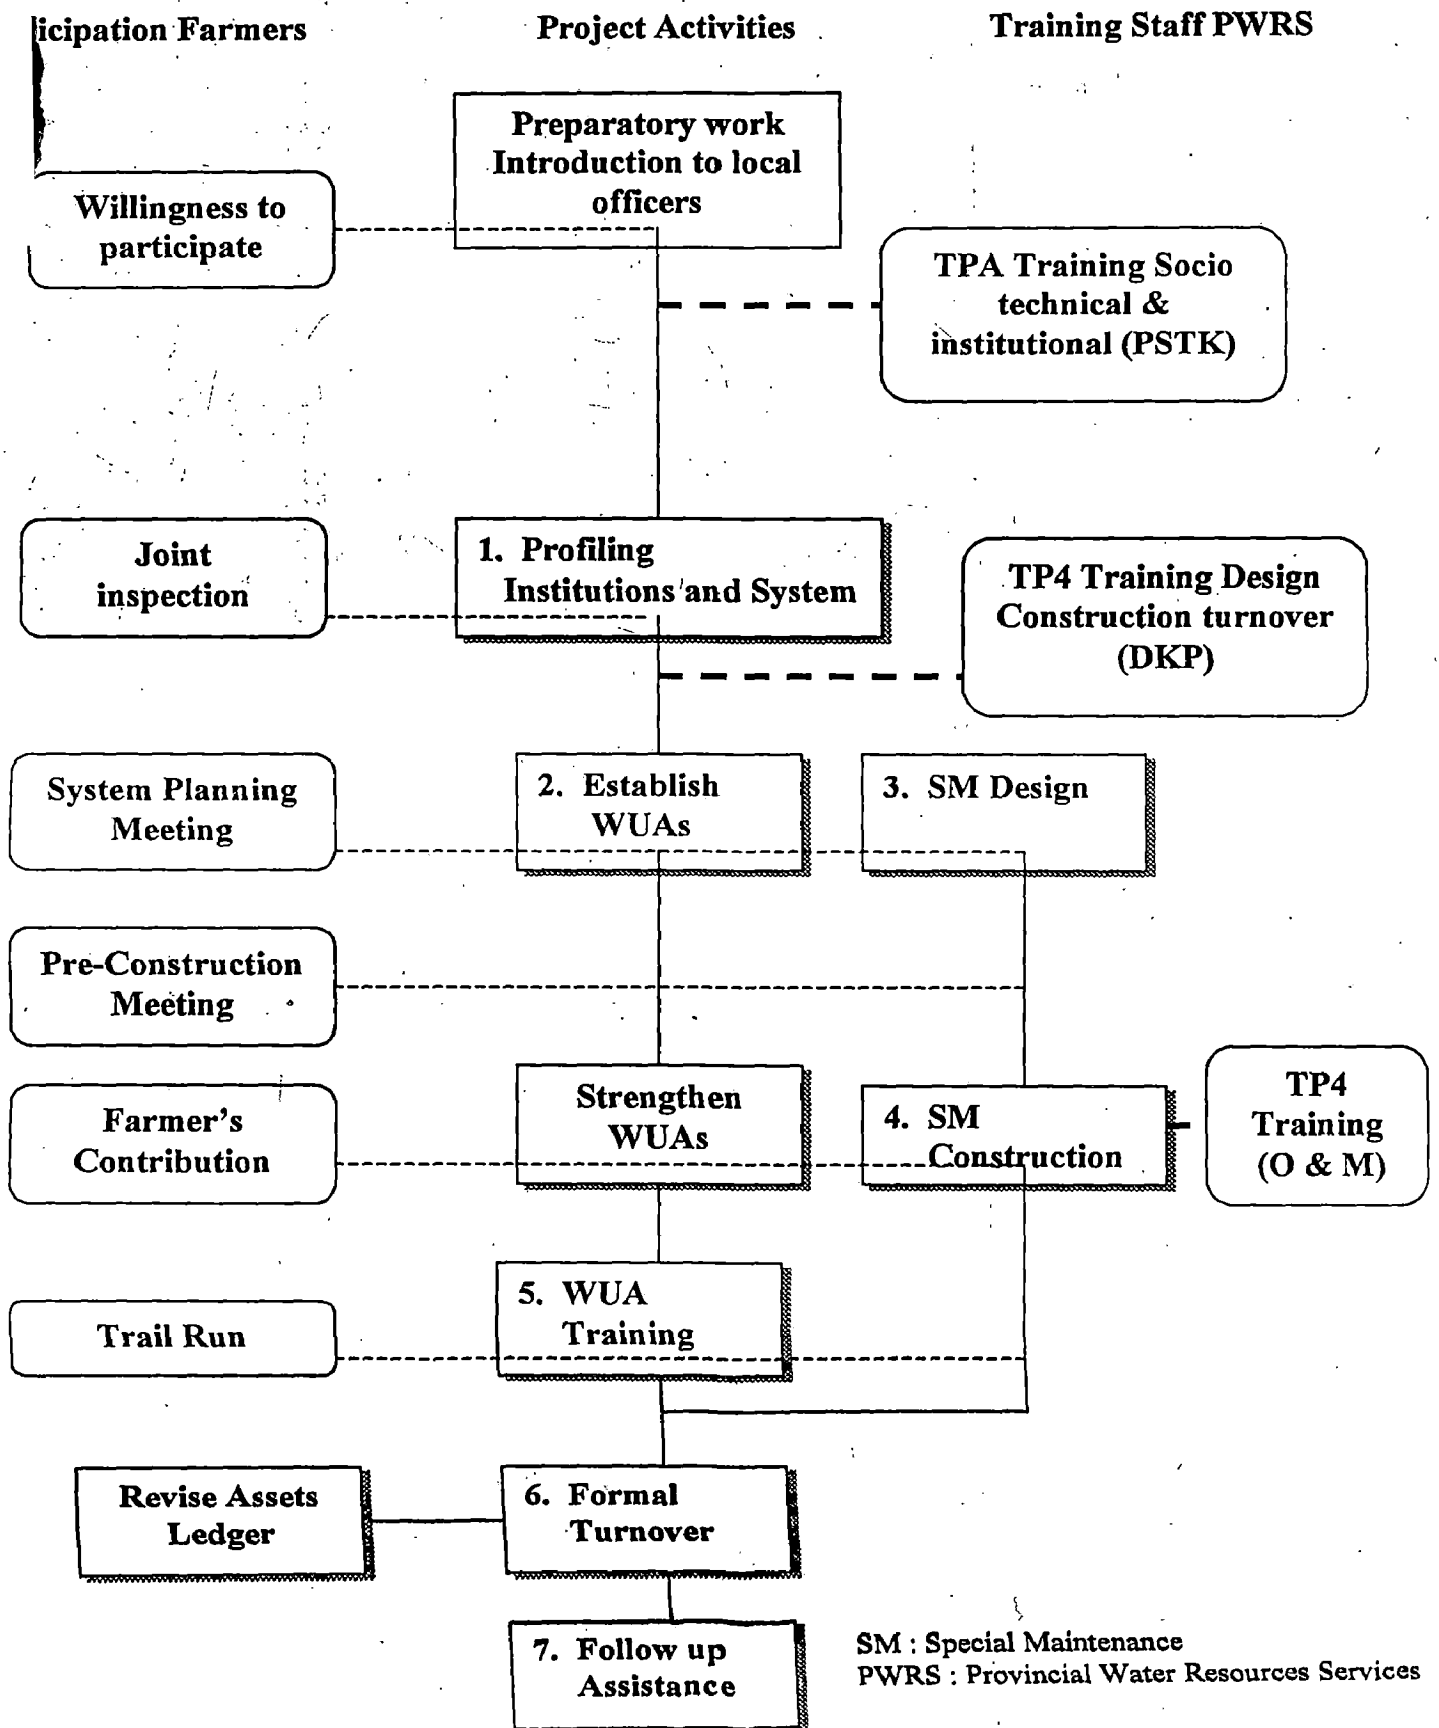 icipation Farmers
Project Activities
Training Staff PWRS
Preparatory work
Introduction to local
officers
Willingness to
participate
TPA Training Socio
technical &
institutional (PSTK)
Joint
inspection
1. Profiling
Institutions and System
TP4 Training Design
Construction turnover
(DKP)
System Planning
Meeting
2. Establish
WUAs
3. SM Design
Pre-Construction
Meeting
Farmer's
Contribution
Strengthen
WUAs
4. SM
Construction
TP4
Training
(O & M)
Trail Run
5. WUA
Training
Revise Assets
Ledger
6. Formal
Turnover
7. Follow up
Assistance
SM : Special Maintenance
PWRS : Provincial Water Resources Services